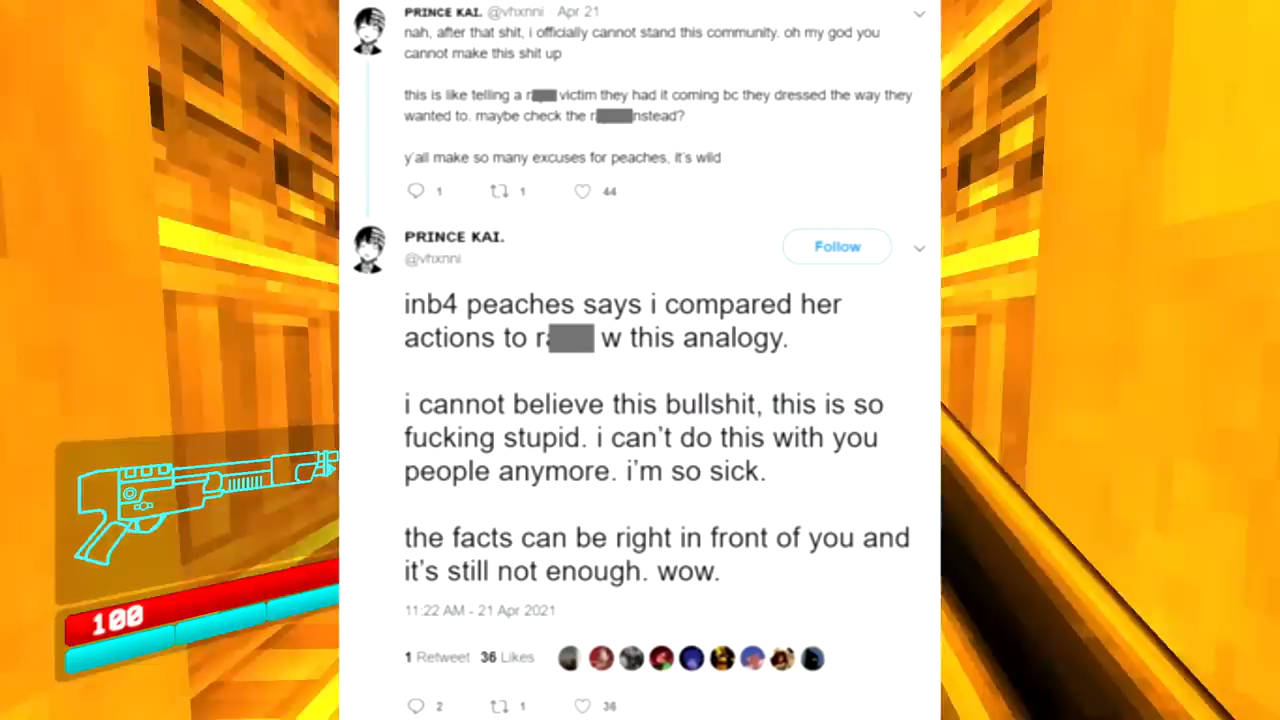 PRINCE KAI. @vhxnni · Apr 21
nah, after that shit, i officially cannot stand this community. oh my god you
cannot make this shit up
this is like telling a r victim they had it coming bc they dressed the way they
wanted to. maybe check the r nstead?
y'all make so many excuses for peaches, it's wild
1 1 44
PRINCE KAI.
@vhxnni
Follow
inb4 peaches says i compared her
actions to ra w this analogy.
i cannot believe this bullshit, this is so
fucking stupid. i can't do this with you
people anymore. i'm so sick.
the facts can be right in front of you and
it's still not enough. wow.
11:22 AM - 21 Apr 2021
1 Retweet 36 Likes
2 1 36
100